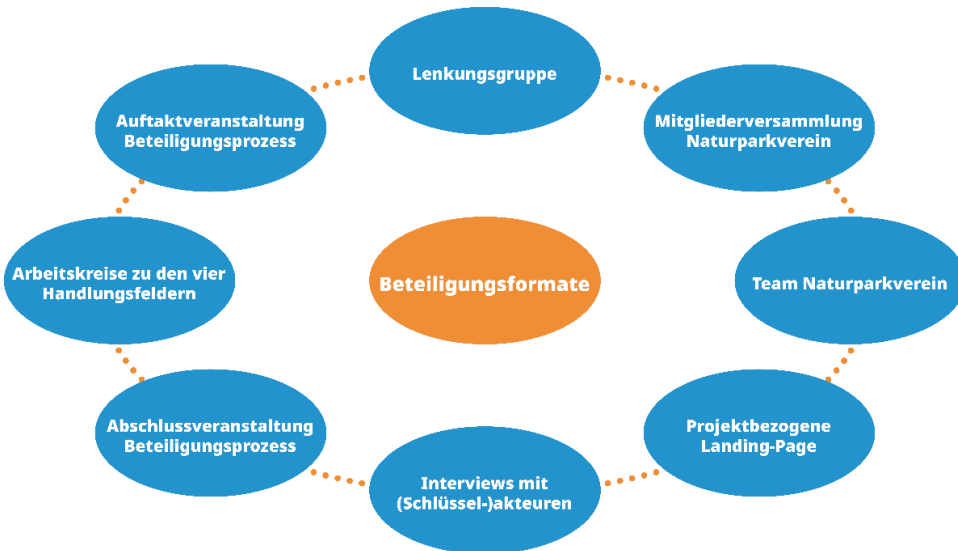 Lenkungsgruppe
Auftaktveranstaltung
Beteiligungsprozess
Mitgliederversammlung
Naturparkverein
Arbeitskreise zu den vier
Handlungsfeldern
Beteiligungsformate
Team Naturparkverein
Abschlussveranstaltung
Beteiligungsprozess
Projektbezogene
Landing-Page
Interviews mit
(Schlüssel-)akteuren